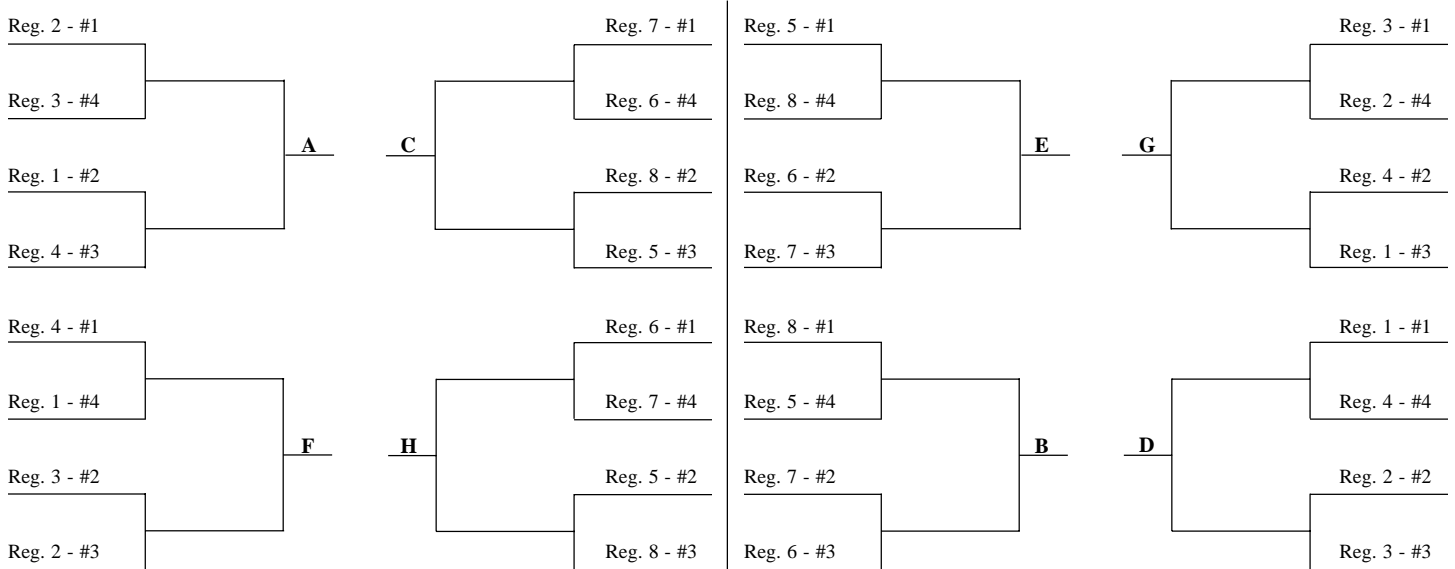 Reg. 2 - #1
Reg. 3 - #4
A
Reg. 1 - #2
Reg. 4 - #3
Reg. 7 - #1
Reg. 6 - #4
C
Reg. 8 - #2
Reg. 5 - #3
Reg. 5 - #1
Reg. 8 - #4
E
Reg. 6 - #2
Reg. 7 - #3
Reg. 3 - #1
Reg. 2 - #4
G
Reg. 4 - #2
Reg. 1 - #3
Reg. 4 - #1
Reg. 1 - #4
F
Reg. 3 - #2
Reg. 2 - #3
Reg. 6 - #1
Reg. 7 - #4
H
Reg. 5 - #2
Reg. 8 - #3
Reg. 8 - #1
Reg. 5 - #4
B
Reg. 7 - #2
Reg. 6 - #3
Reg. 1 - #1
Reg. 4 - #4
D
Reg. 2 - #2
Reg. 3 - #3